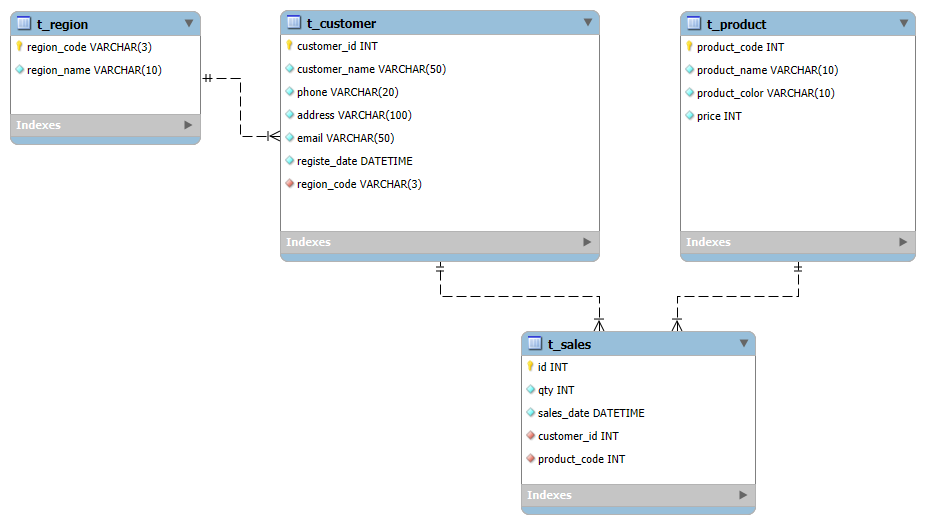 t_region
region_code VARCHAR(3)
region_name VARCHAR(10)
Indexes
t_customer
customer_id INT
customer_name VARCHAR(50)
phone VARCHAR(20)
address VARCHAR(100)
email VARCHAR(50)
registe_date DATETIME
region_code VARCHAR(3)
Indexes
t_product
product_code INT
product_name VARCHAR(10)
product_color VARCHAR(10)
price INT
Indexes
t_sales
id INT
qty INT
sales_date DATETIME
customer_id INT
product_code INT
Indexes